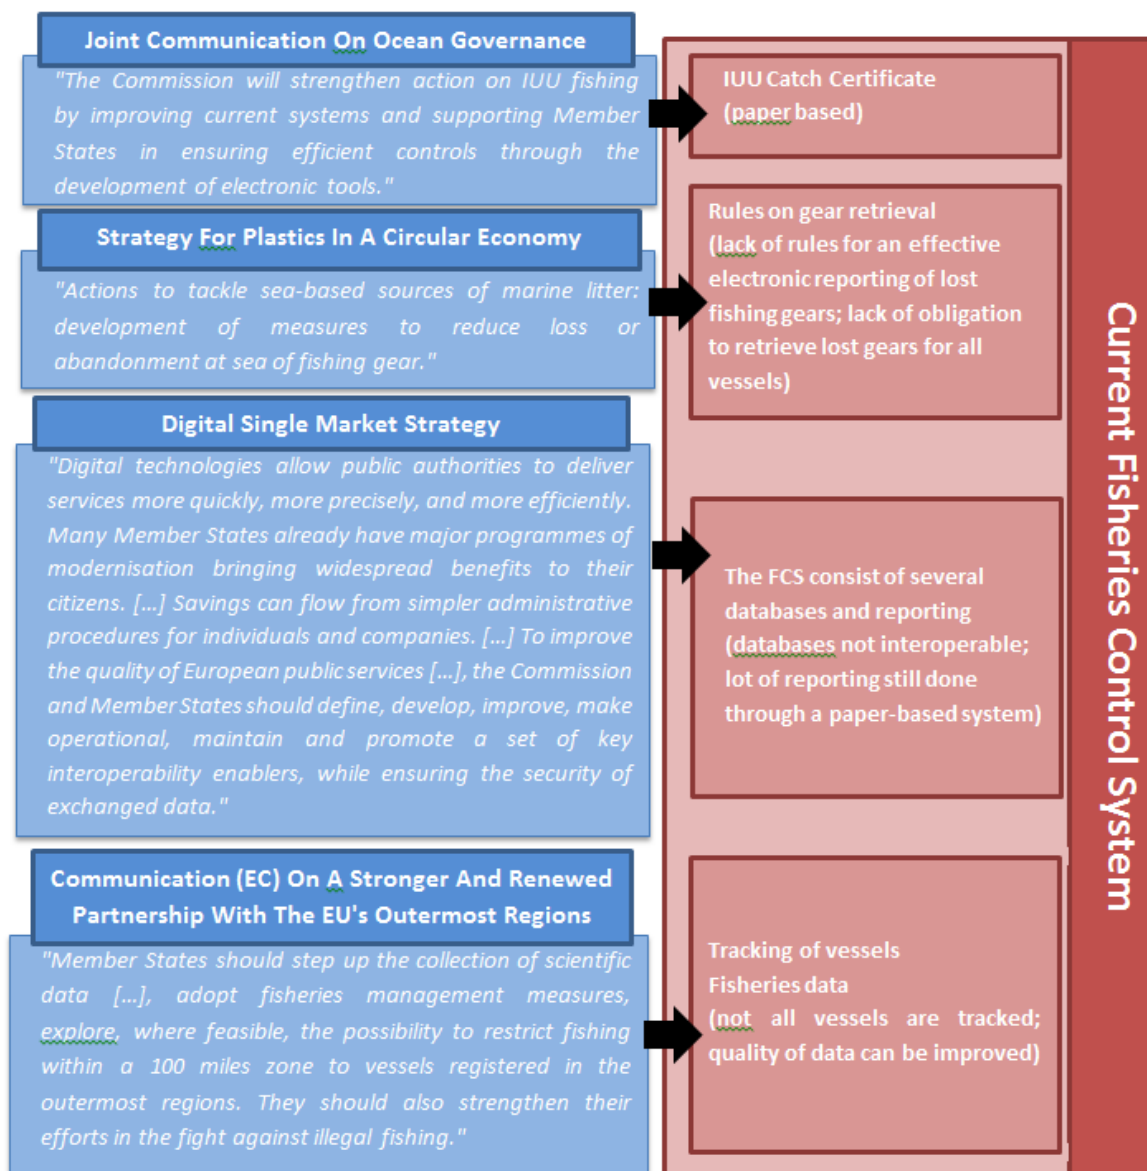 Joint Communication On Ocean Governance
"The Commission will strengthen action on IUU fishing
by improving current systems and supporting Member
States in ensuring efficient controls through the
development of electronic tools."
IUU Catch Certificate
(paper based)
Strategy For Plastics In A Circular Economy
"Actions to tackle sea-based sources of marine litter:
development of measures to reduce loss or
abandonment at sea of fishing gear."
Rules on gear retrieval
(lack of rules for an effective
electronic reporting of lost
fishing gears; lack of obligation
to retrieve lost gears for all
vessels)
Digital Single Market Strategy
"Digital technologies allow public authorities to deliver
services more quickly, more precisely, and more efficiently.
Many Member States already have major programmes of
modernisation bringing widespread benefits to their
citizens. […] Savings can flow from simpler administrative
procedures for individuals and companies. […] To improve
the quality of European public services […], the Commission
and Member States should define, develop, improve, make
operational, maintain and promote a set of key
interoperability enablers, while ensuring the security of
exchanged data."
The FCS consist of several
databases and reporting
(databases not interoperable;
lot of reporting still done
through a paper-based system)
Communication (EC) On A Stronger And Renewed
Partnership With The EU's Outermost Regions
"Member States should step up the collection of scientific
data […], adopt fisheries management measures,
explore, where feasible, the possibility to restrict fishing
within a 100 miles zone to vessels registered in the
outermost regions. They should also strengthen their
efforts in the fight against illegal fishing."
Tracking of vessels
Fisheries data
(not all vessels are tracked;
quality of data can be improved)
Current Fisheries Control System